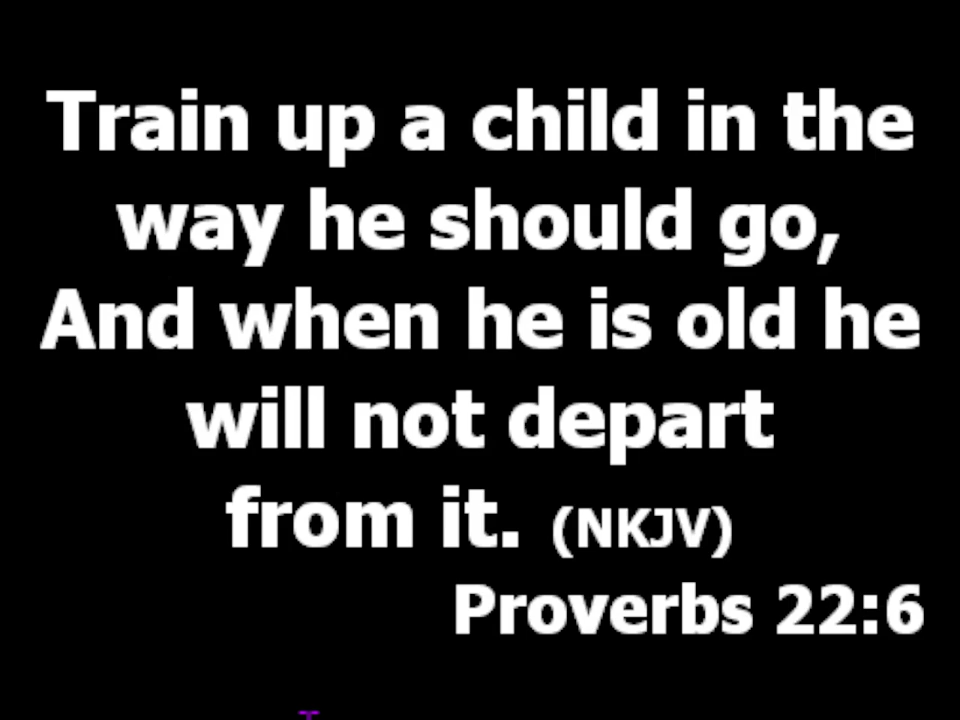 Train up a child in the
way he should go,
And when he is old he
will not depart
from it. (NKJV)
Proverbs 22:6